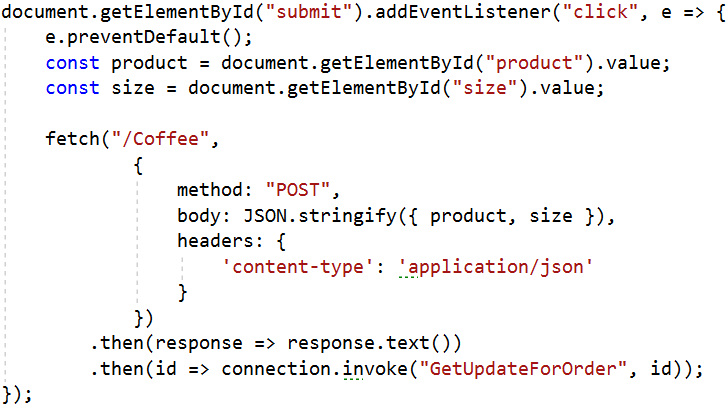 document.getElementById("submit").addEventListener("click", e => {
    e.preventDefault();
    const product = document.getElementById("product").value;
    const size = document.getElementById("size").value;

    fetch("/Coffee",
            {
                method: "POST",
                body: JSON.stringify({ product, size }),
                headers: {
                    'content-type': 'application/json'
                }
            })
        .then(response => response.text())
        .then(id => connection.invoke("GetUpdateForOrder", id));
});